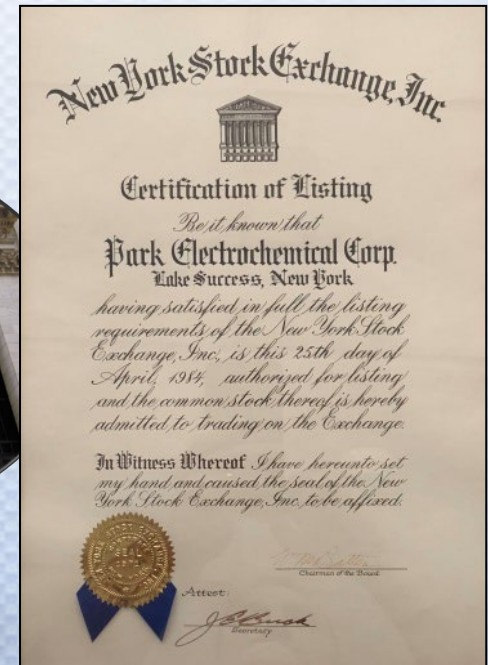 New York Stock Exchange, Inc.
Certification of Listing
Be it known that
Park Electrochemical Corp.
Lake Success, New York
having satisfied in full the listing
requirements of the New York Stock
Exchange, Inc., is this 25th day of
April, 1984, authorized for listing
and the common stock thereof is hereby
admitted to trading on the Exchange.
In Witness Whereof I have hereunto set
my hand and caused the seal of the New
York Stock Exchange, Inc. to be affixed.
SEAL
Chairman of the Board
Attest:
Secretary